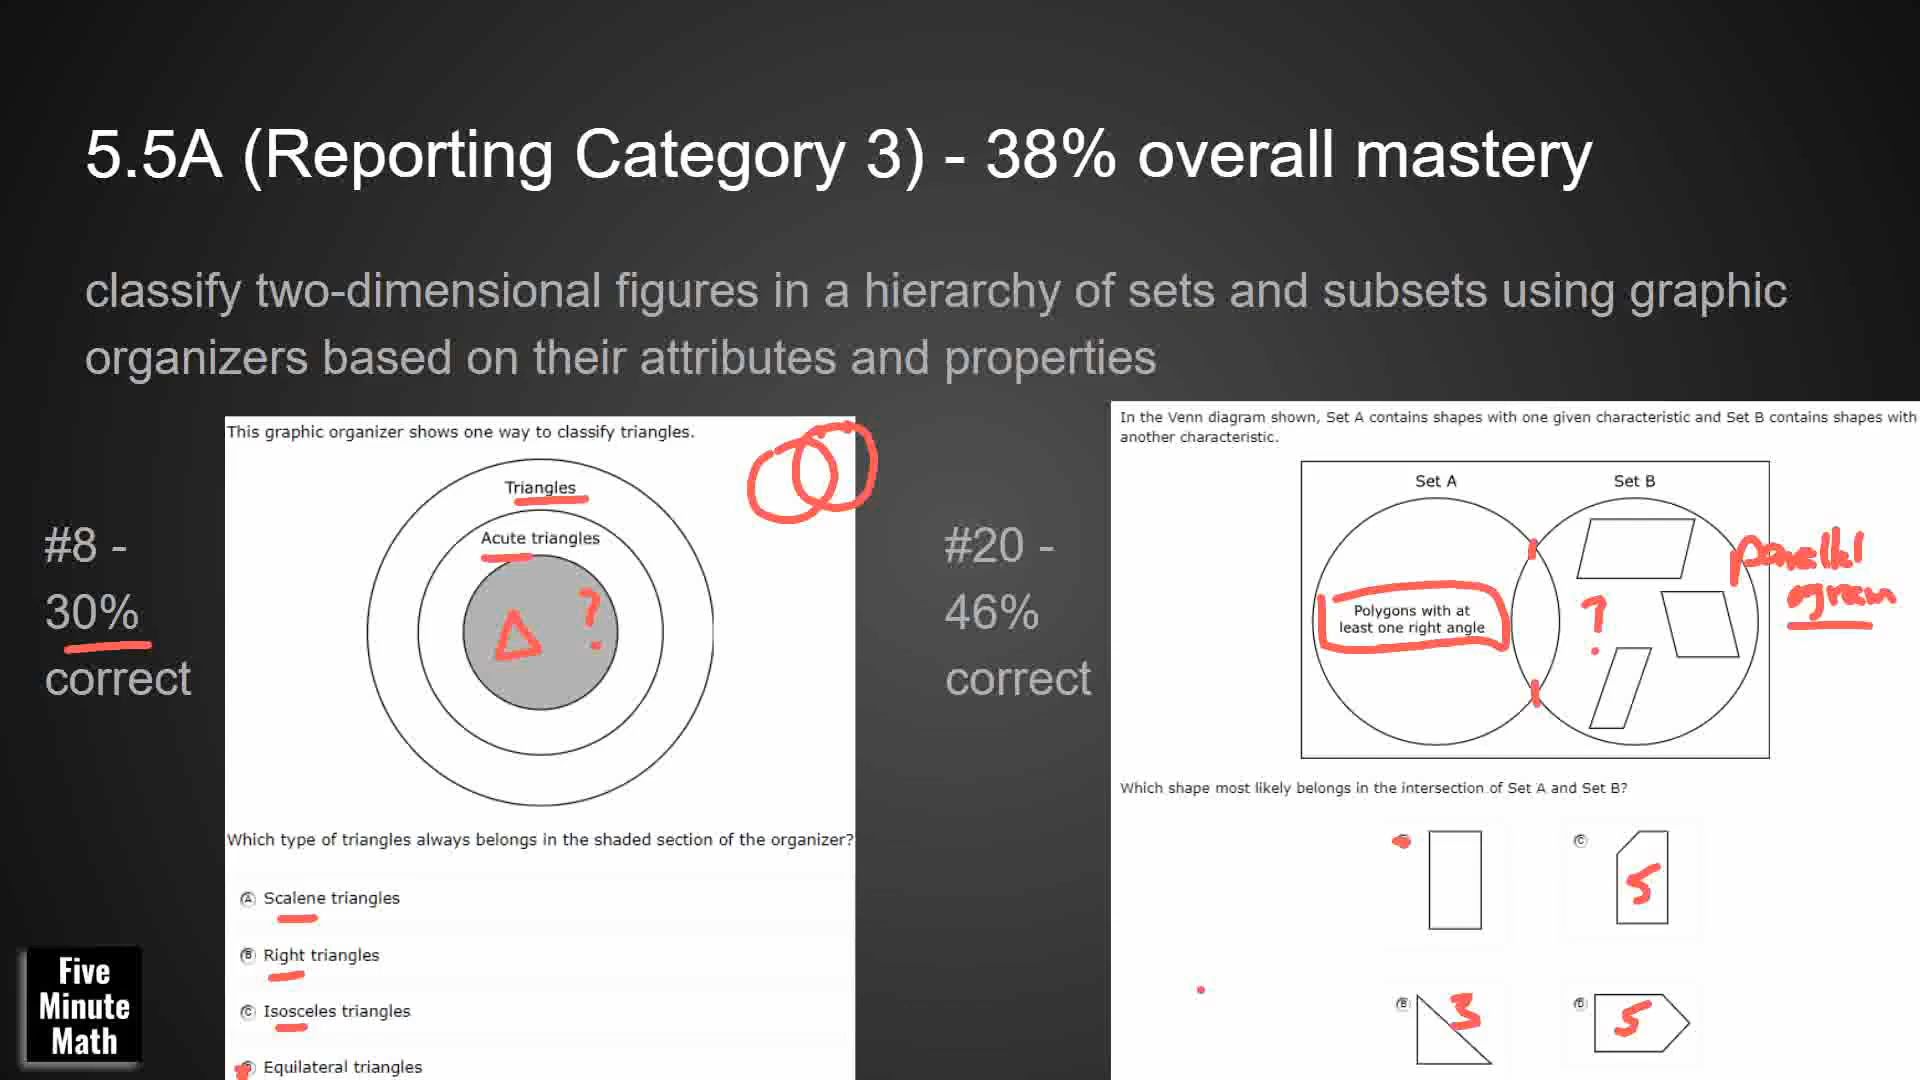 5.5A (Reporting Category 3) - 38% overall mastery
classify two-dimensional figures in a hierarchy of sets and subsets using graphic
organizers based on their attributes and properties
#8 -
30%
correct
This graphic organizer shows one way to classify triangles.
Triangles
Acute triangles
?
Which type of triangles always belongs in the shaded section of the organizer?
A Scalene triangles
B Right triangles
C Isosceles triangles
Equilateral triangles
#20 -
46%
correct
In the Venn diagram shown, Set A contains shapes with one given characteristic and Set B contains shapes with
another characteristic.
Set A
Set B
Polygons with at
least one right angle
?
parallel
ogram
Which shape most likely belongs in the intersection of Set A and Set B?
C
5
B
3
D
5
Five
Minute
Math